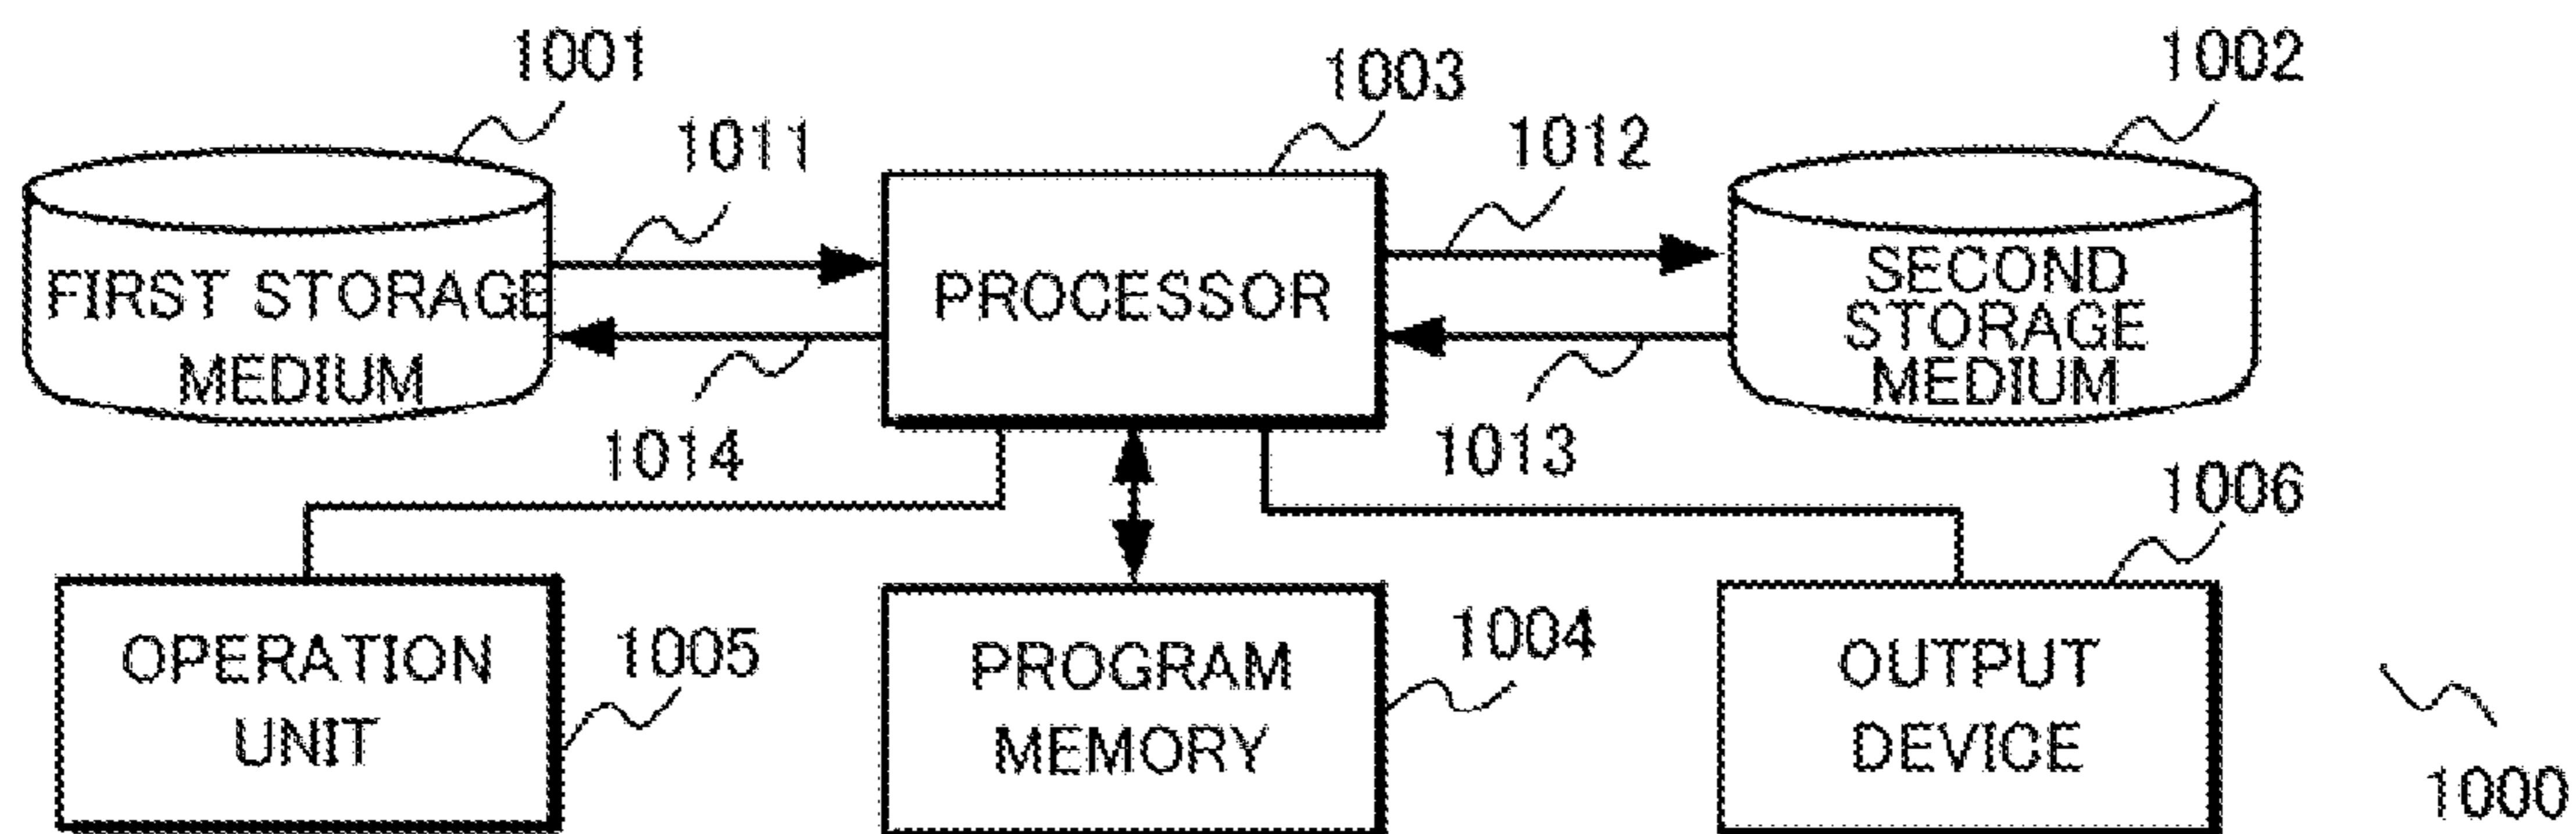 1001
1003
1002
1011
1012
FIRST STORAGE
MEDIUM
PROCESSOR
SECOND
STORAGE
MEDIUM
1014
1013
1006
OPERATION
UNIT
1005
PROGRAM
MEMORY
1004
OUTPUT
DEVICE
1000